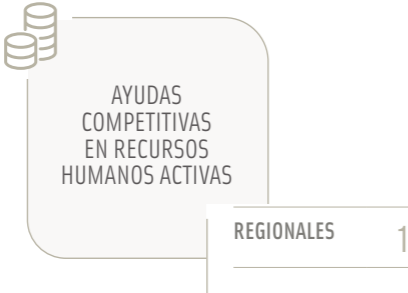 AYUDAS
COMPETITIVAS
EN RECURSOS
HUMANOS ACTIVAS
REGIONALES 1